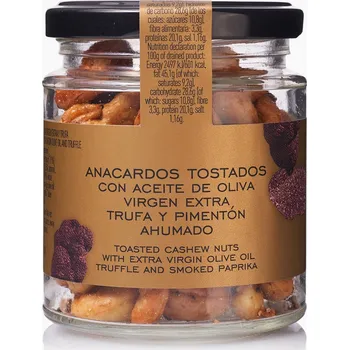 de carbono 28,6g (de los
cuales: azúcares 10,8g),
fibra alimentaria: 3,3g,
proteínas 20,1g, sal 1,16g.
Nutrition declaration per
100g of drained product:
Energy 2497 kJ/601 kcal,
fat 45,1g (of which:
saturates 9,2g),
carbohydrate 28,6g (of
which: sugars 10,8g), fibre
3,3g, protein 20,1g, salt
1,16g.
ANACARDOS TOSTADOS
CON ACEITE DE OLIVA
VIRGEN EXTRA
TRUFA Y PIMENTÓN
AHUMADO
TOASTED CASHEW NUTS
WITH EXTRA VIRGIN OLIVE OIL
TRUFFLE AND SMOKED PAPRIKA